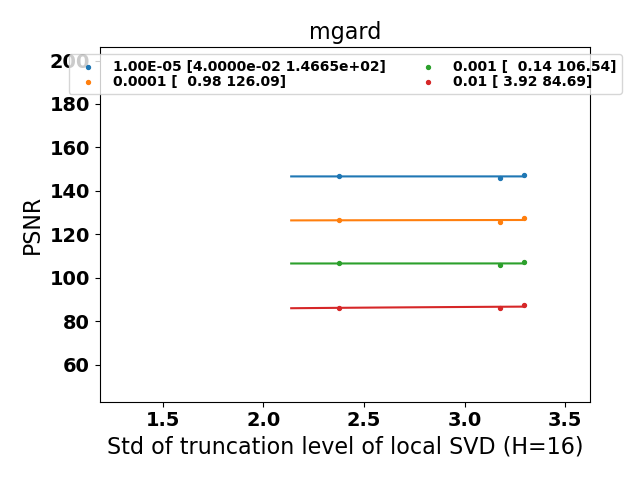 mgard
1.00E-05 [4.0000e-02 1.4665e+02]
0.0001 [  0.98 126.09]
0.001 [  0.14 106.54]
0.01 [ 3.92 84.69]
PSNR
200
180
160
140
120
100
80
60
1.5 2.0 2.5 3.0 3.5
Std of truncation level of local SVD (H=16)